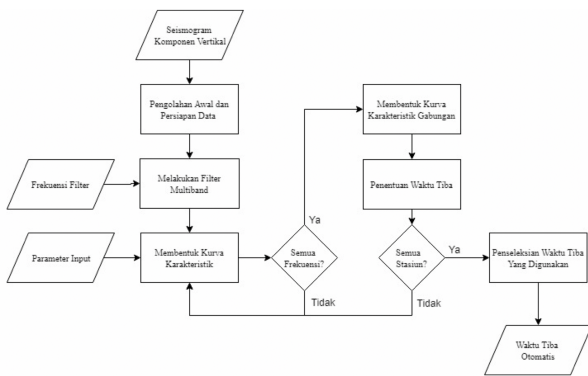 Seismogram
Komponen Vertikal
Pengolahan Awal dan
Persiapan Data
Membentuk Kurva
Karakteristik Gabungan
Frekuensi Filter
Melakukan Filter
Multiband
Penentuan Waktu Tiba
Ya
Parameter Input
Membentuk Kurva
Karakteristik
Semua
Frekuensi?
Semua
Stasiun?
Ya
Penseleksian Waktu Tiba
Yang Digunakan
Tidak
Tidak
Waktu Tiba
Otomatis